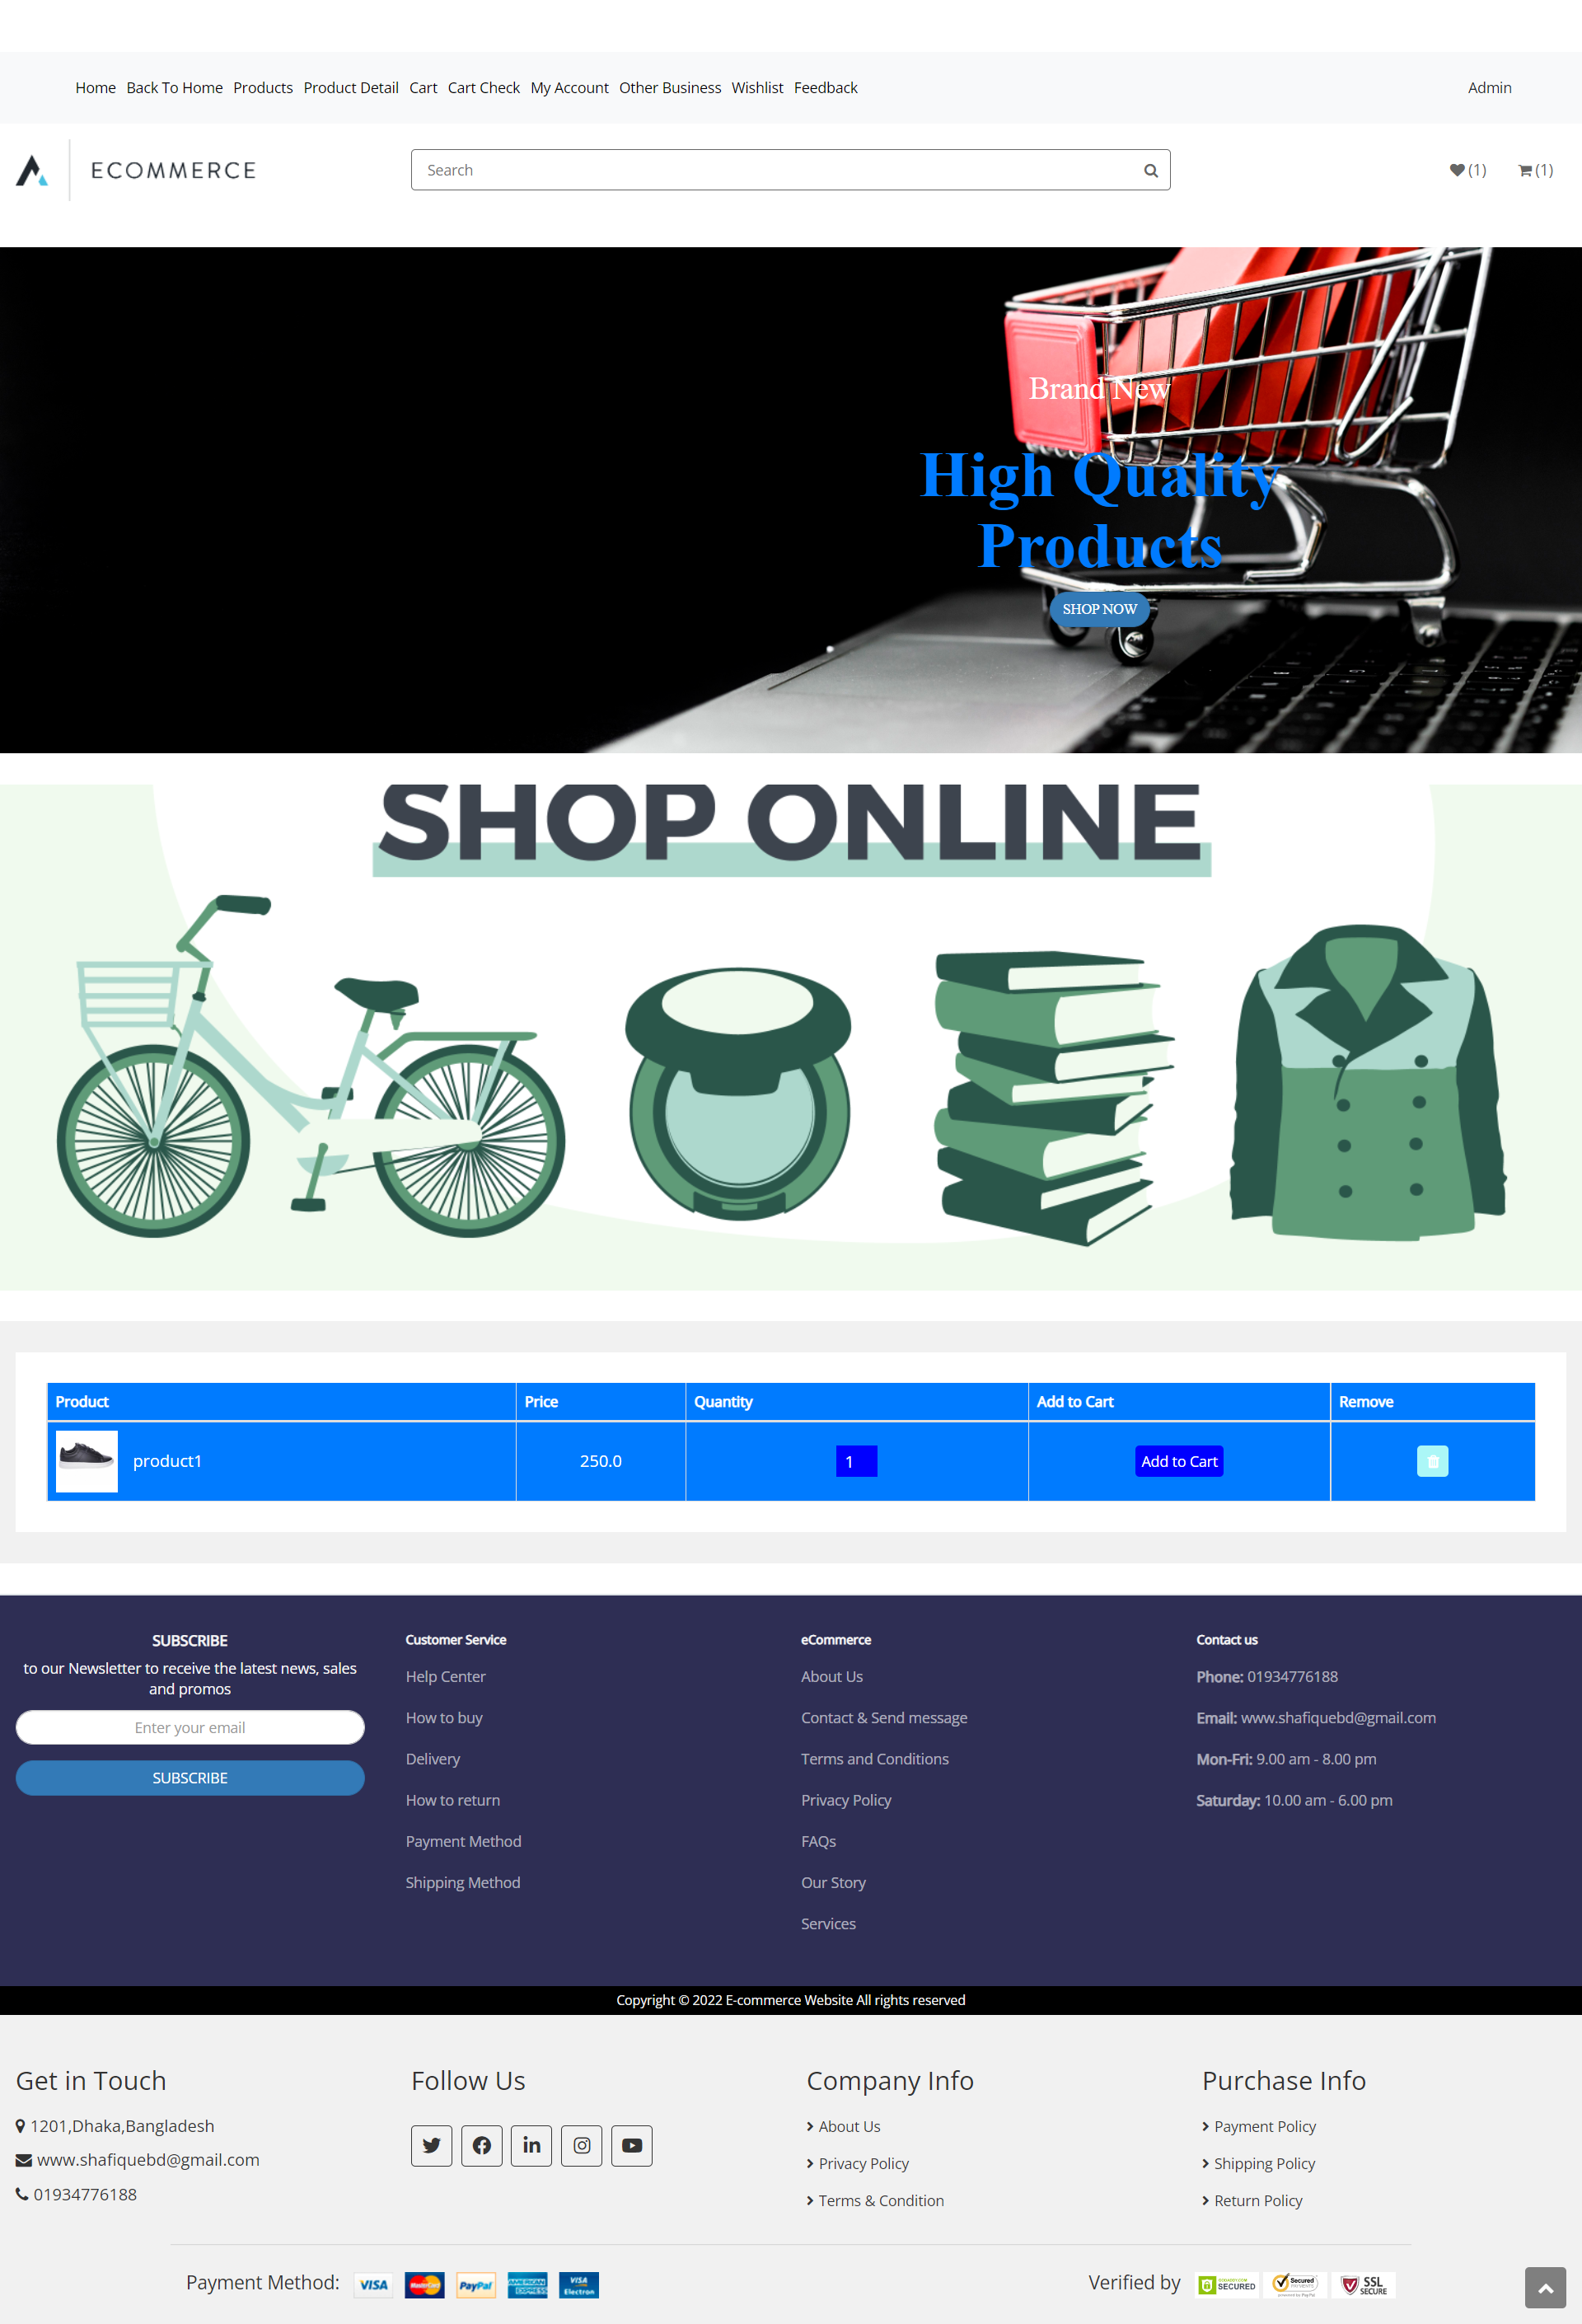 Home Back To Home Products Product Detail Cart Cart Check My Account Other Business Wishlist Feedback Admin
ECOMMERCE
Search
(1) (1)
Brand New
High Quality
Products
SHOP NOW
SHOP ONLINE
Product Price Quantity Add to Cart Remove
product1 250.0 1 Add to Cart
SUBSCRIBE
to our Newsletter to receive the latest news, sales
and promos
Enter your email
SUBSCRIBE
Customer Service
Help Center
How to buy
Delivery
How to return
Payment Method
Shipping Method
eCommerce
About Us
Contact & Send message
Terms and Conditions
Privacy Policy
FAQs
Our Story
Services
Contact us
Phone: 01934776188
Email: www.shafiquebd@gmail.com
Mon-Fri: 9.00 am - 8.00 pm
Saturday: 10.00 am - 6.00 pm
Copyright © 2022 E-commerce Website All rights reserved
Get in Touch
1201,Dhaka,Bangladesh
www.shafiquebd@gmail.com
01934776188
Follow Us
Company Info
About Us
Privacy Policy
Terms & Condition
Purchase Info
Payment Policy
Shipping Policy
Return Policy
Payment Method: VISA MasterCard PayPal AMERICAN EXPRESS VISA Electron
Verified by
SECURED
Secured
SSL
SECURE